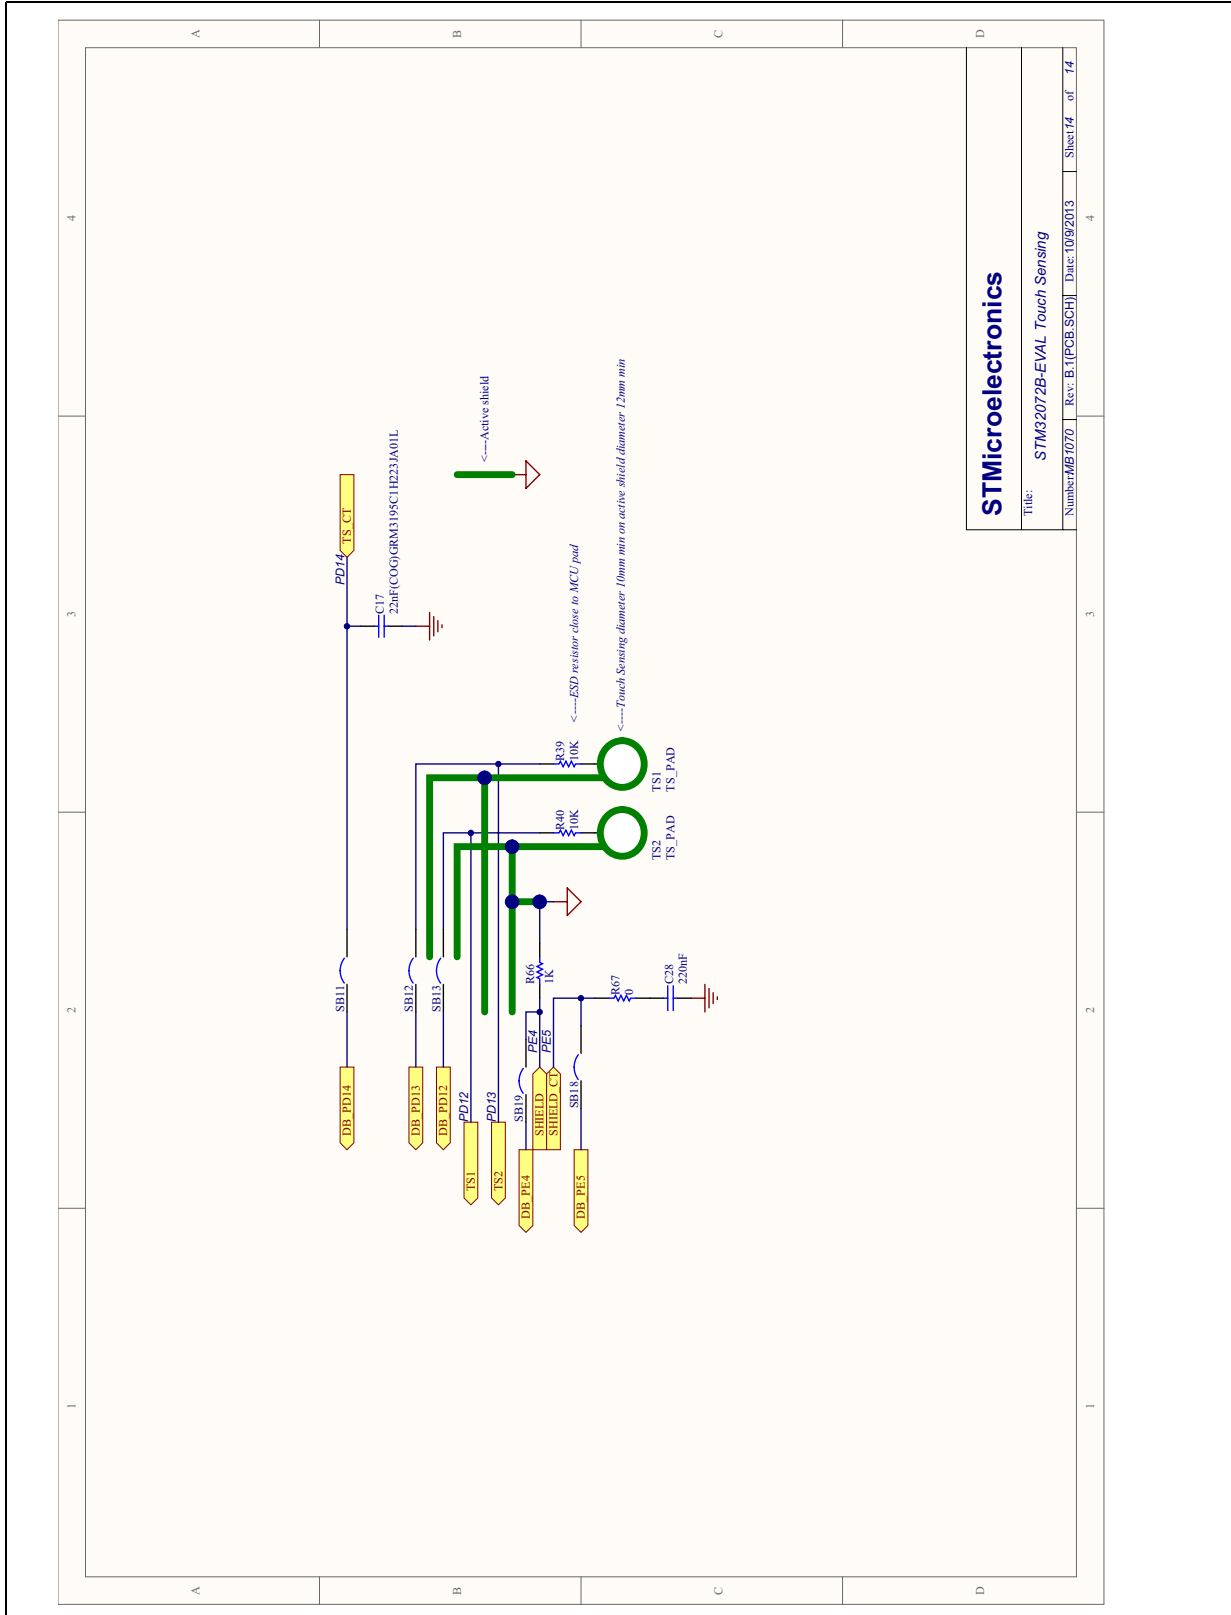 1
2
3
4
A
B
C
D
A
B
C
D
1
2
3
4
DB_PD14
SB11
PD14
TS_CT
C17
22nF(COG)GRM3195C1H223JA01L
DB_PD13
SB12
DB_PD12
SB13
TS1
PD12
TS2
PD13
<----Active shield
DB_PE4
SB19
SHIELD
PE4
SHIELD_CT
PE5
R66
1K
R40
10K
R39
10K
<----ESD resistor close to MCU pad
DB_PE5
SB18
R67
0
C28
220nF
<----Touch Sensing diameter 10mm min on active shield diameter 12mm min
TS2
TS_PAD
TS1
TS_PAD
STMicroelectronics
Title:
STM32072B-EVAL Touch Sensing
Number:MB1070 Rev: B.1(PCB.SCH) Date: 10/9/2013 Sheet 14 of 14